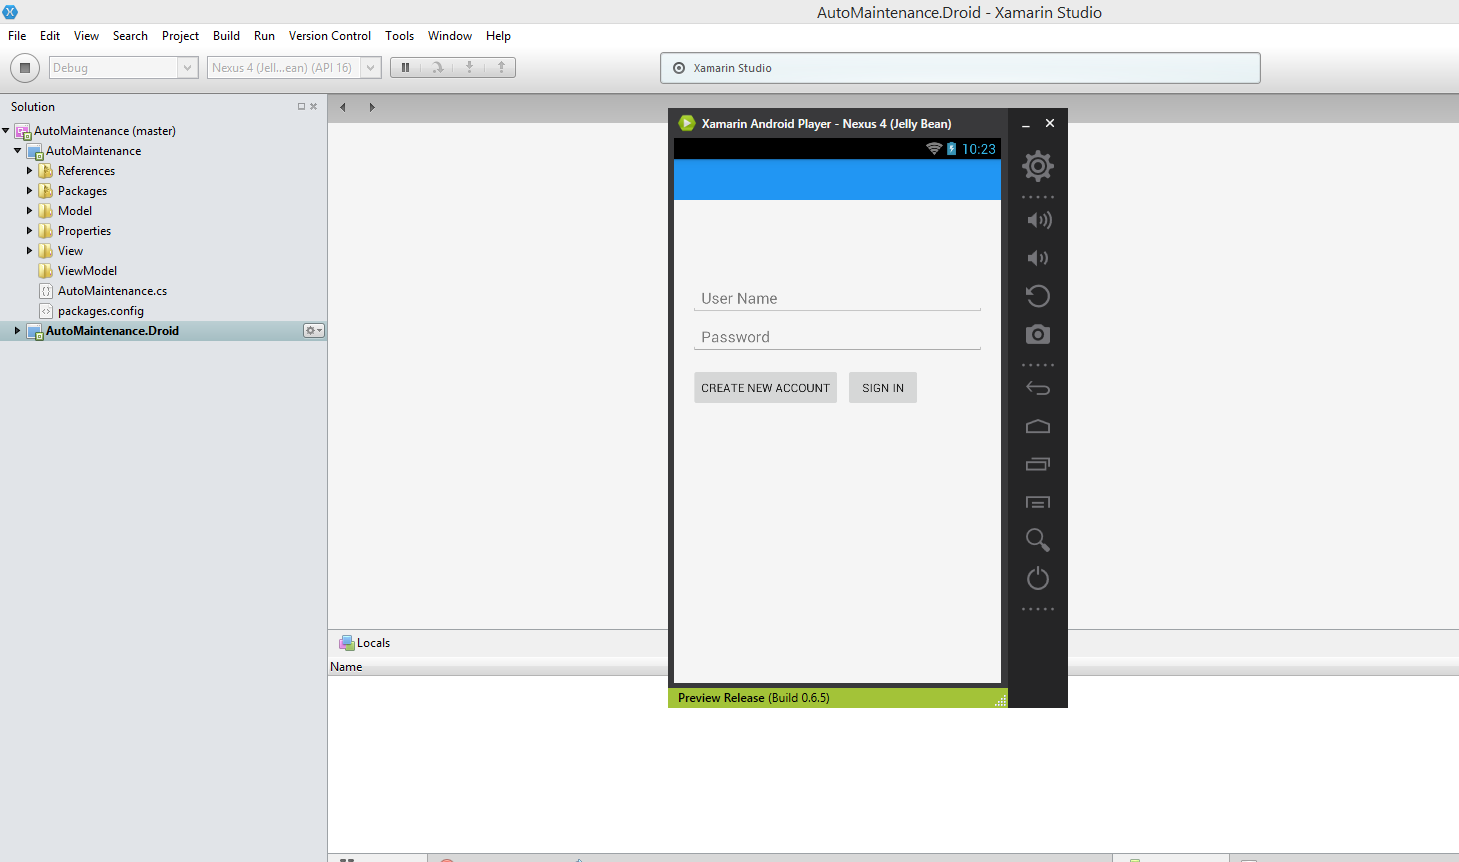 AutoMaintenance.Droid - Xamarin Studio
File Edit View Search Project Build Run Version Control Tools Window Help
Debug
Nexus 4 (Jell...ean) (API 16)
Xamarin Studio
Solution
AutoMaintenance (master)
AutoMaintenance
References
Packages
Model
Properties
View
ViewModel
AutoMaintenance.cs
packages.config
AutoMaintenance.Droid
Xamarin Android Player - Nexus 4 (Jelly Bean)
10:23
User Name
Password
CREATE NEW ACCOUNT
SIGN IN
Preview Release (Build 0.6.5)
Locals
Name